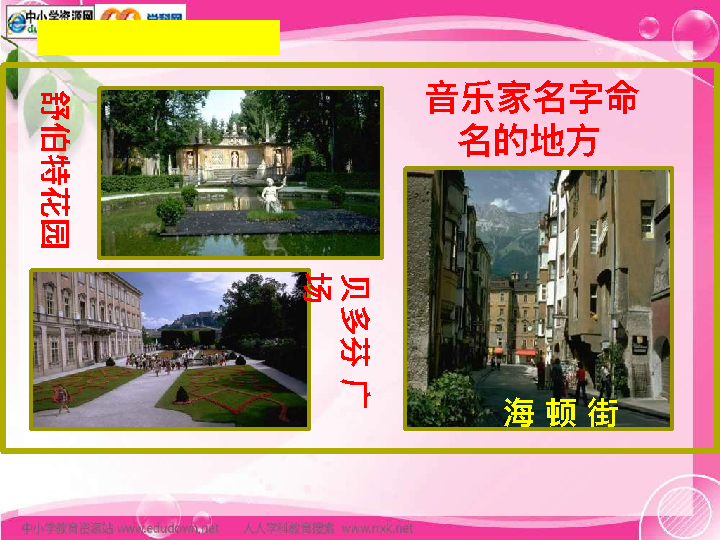 中小学资源网
学科网
音乐家名字命
名的地方
舒伯特花园
贝多芬广
场
海顿街
中小学教育资源站 www.edudown.net 人人学科教育搜索 www.rrxk.net